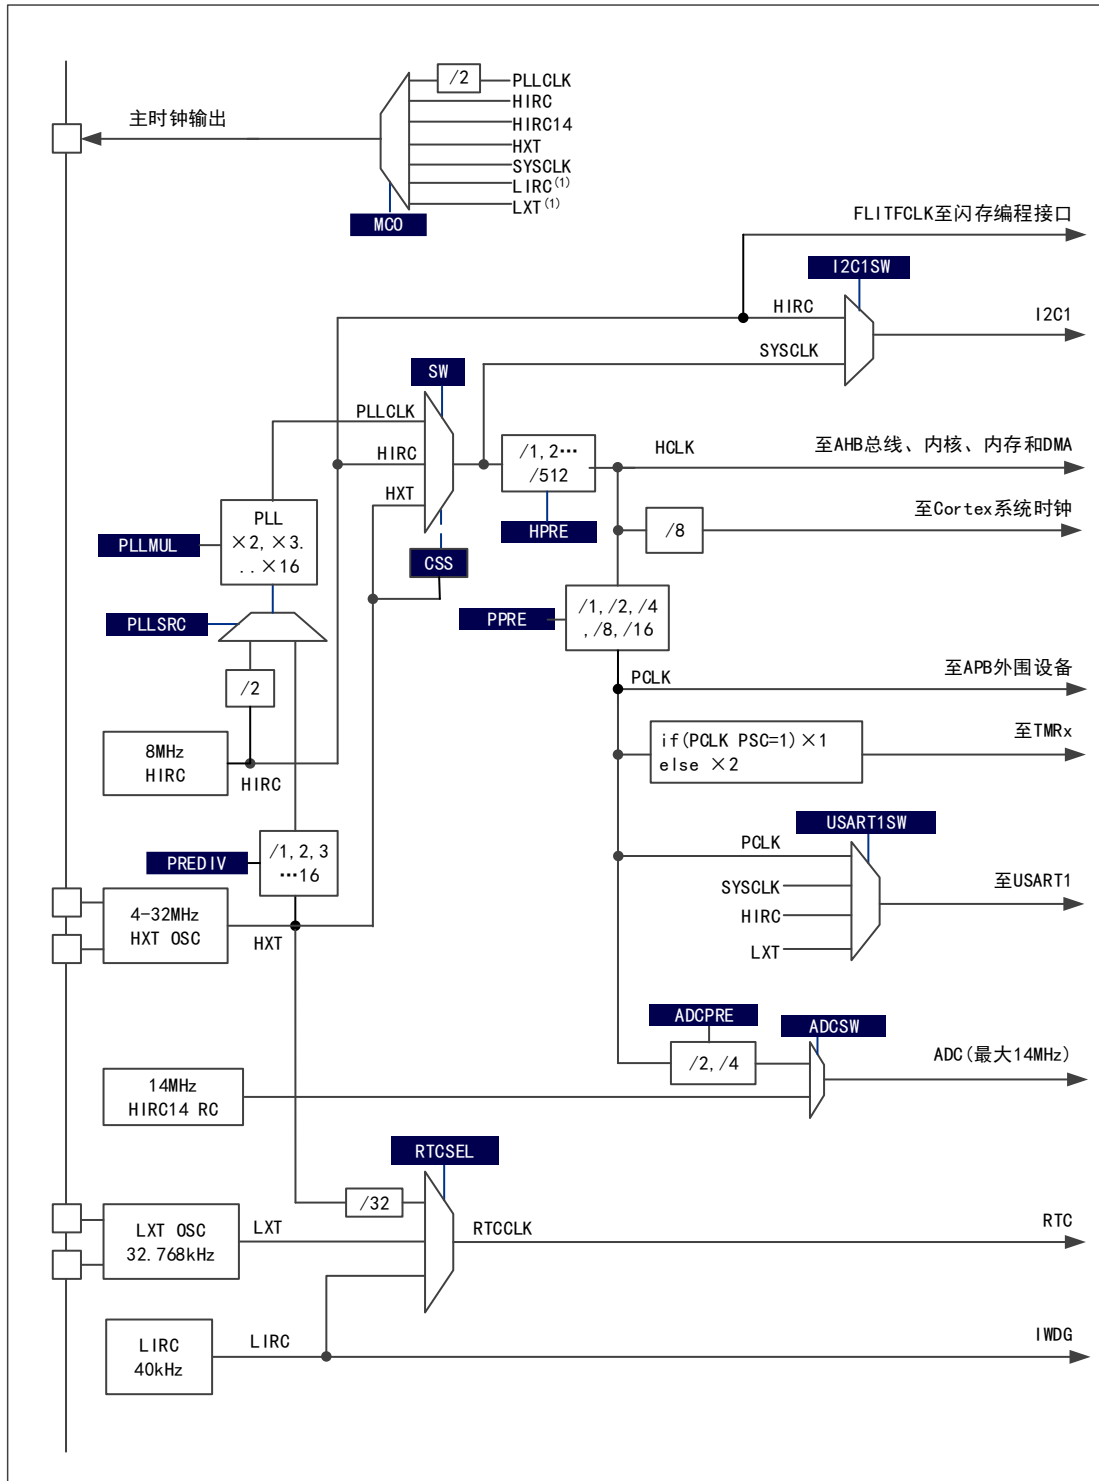 /2
PLLCLK
HIRC
主时钟输出
HIRC14
HXT
SYSCLK
LIRC(1)
LXT(1)
MCO
FLITFCLK至闪存编程接口
I2C1SW
HIRC
I2C1
SYSCLK
SW
PLLCLK
HIRC
/1,2…
/512
HCLK
至AHB总线、内核、内存和DMA
HXT
PLL
×2,×3.
..×16
PLLMUL
HPRE
/8
至Cortex系统时钟
CSS
PLLSRC
PPRE
/1,/2,/4
,/8,/16
/2
PCLK
至APB外围设备
8MHz
HIRC
HIRC
if(PCLK PSC=1)×1
else ×2
至TMRx
USART1SW
PREDIV
/1,2,3
…16
PCLK
SYSCLK
至USART1
4-32MHz
HXT OSC
HXT
HIRC
LXT
ADCPRE
ADCSW
/2,/4
ADC(最大14MHz)
14MHz
HIRC14 RC
RTCSEL
/32
LXT OSC
32.768kHz
LXT
RTCCLK
RTC
LIRC
40kHz
LIRC
IWDG